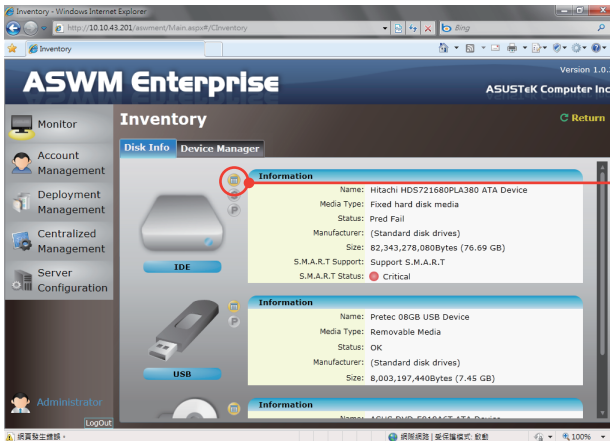 Inventory - Windows Internet Explorer
http://10.10.43.201/aswment/Main.aspx#/CInventory
Bing
Inventory
Version 1.0.
ASWM Enterprise
ASUSTeK Computer Inc
Monitor
Account Management
Deployment Management
Centralized Management
Server Configuration
Administrator
LogOut
Inventory
Return
Disk Info
Device Manager
IDE
P
Information
Name: Hitachi HDS721680PLA380 ATA Device
Media Type: Fixed hard disk media
Status: Pred Fail
Manufacturer: (Standard disk drives)
Size: 82,343,278,080Bytes (76.69 GB)
S.M.A.R.T Support: Support S.M.A.R.T
S.M.A.R.T Status: Critical
USB
P
Information
Name: Pretec 08GB USB Device
Media Type: Removable Media
Status: OK
Manufacturer: (Standard disk drives)
Size: 8,003,197,440Bytes (7.45 GB)
Information
網頁發生錯誤。
網際網路 | 受保護模式: 啟動
100%